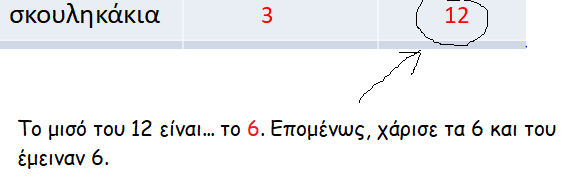 σκουληκάκια 3 12
Το μισό του 12 είναι... το 6. Επομένως, χάρισε τα 6 και του
έμειναν 6.